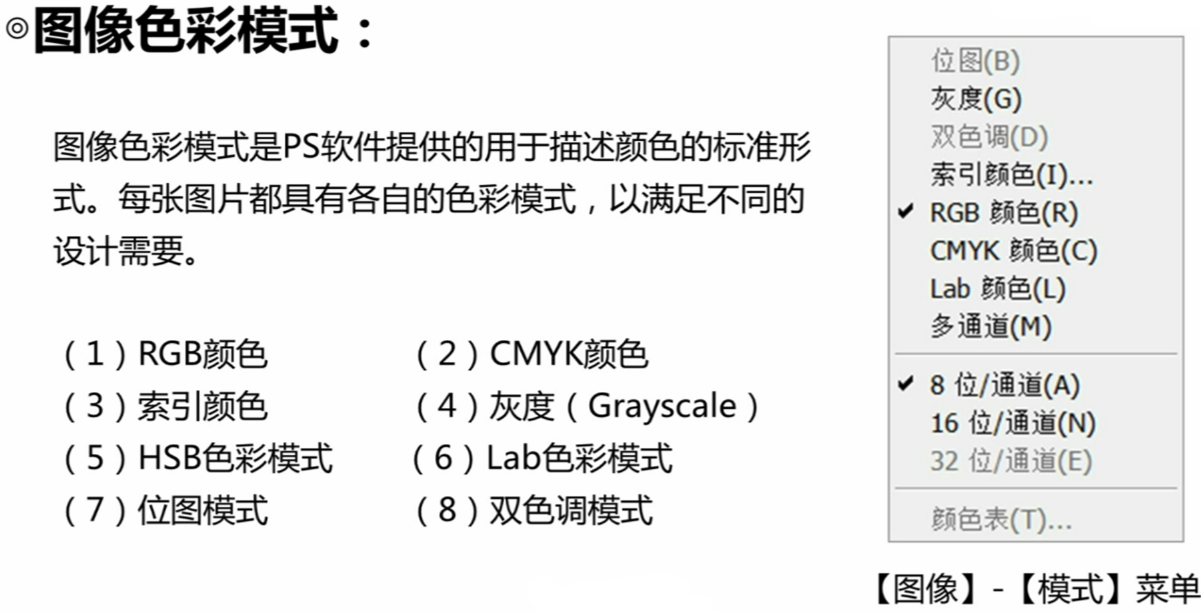 ◎图像色彩模式：
图像色彩模式是PS软件提供的用于描述颜色的标准形
式。每张图片都具有各自的色彩模式，以满足不同的
设计需要。
（1）RGB颜色
（2）CMYK颜色
（3）索引颜色
（4）灰度（Grayscale）
（5）HSB色彩模式
（6）Lab色彩模式
（7）位图模式
（8）双色调模式
位图(B)
灰度(G)
双色调(D)
索引颜色(I)...
✔ RGB 颜色(R)
CMYK 颜色(C)
Lab 颜色(L)
多通道(M)
✔ 8 位/通道(A)
16 位/通道(N)
32 位/通道(E)
颜色表(T)...
【图像】-【模式】菜单